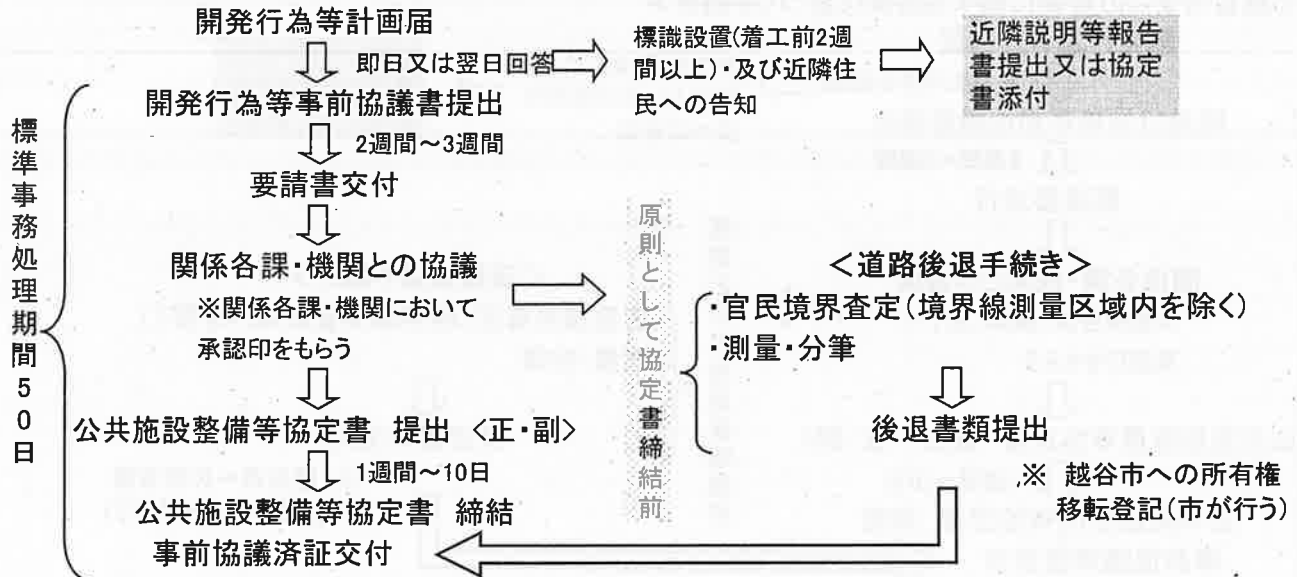 開発行為等計画届
即日又は翌日回答
標識設置(着工前2週
間以上)・及び近隣住
民への告知
近隣説明等報告
書提出又は協定
書添付
標準事務処理期間50日
開発行為等事前協議書提出
2週間～3週間
要請書交付
関係各課・機関との協議
※関係各課・機関において
承認印をもらう
原則として協定書締結前
＜道路後退手続き＞
・官民境界査定(境界線測量区域内を除く)
・測量・分筆
公共施設整備等協定書 提出 <正・副>
後退書類提出
1週間～10日
※ 越谷市への所有権
移転登記(市が行う)
公共施設整備等協定書 締結
事前協議済証交付